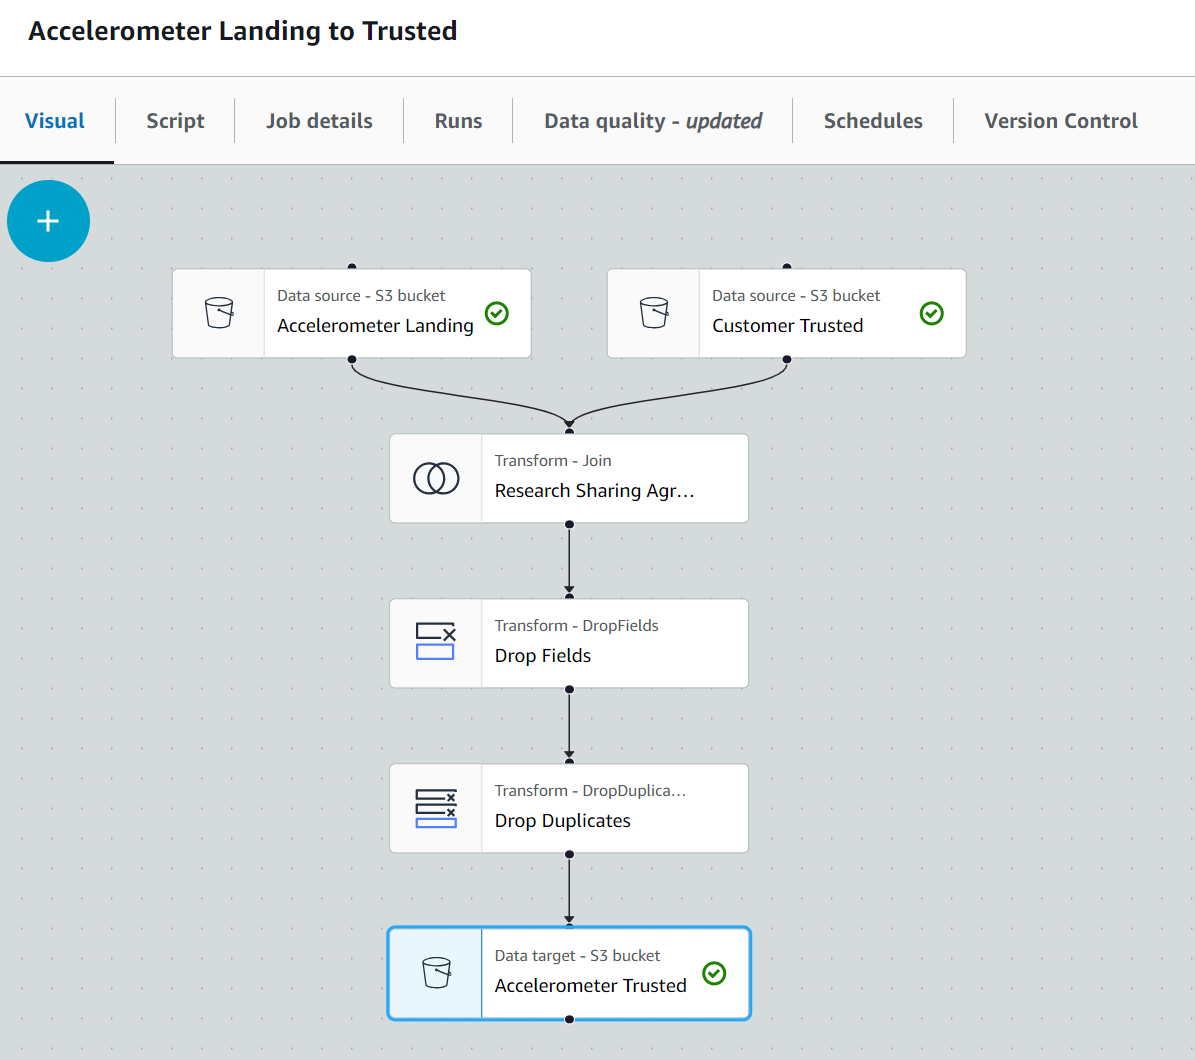 Accelerometer Landing to Trusted
Visual
Script
Job details
Runs
Data quality - updated
Schedules
Version Control
+
Data source - S3 bucket
Accelerometer Landing
Data source - S3 bucket
Customer Trusted
Transform - Join
Research Sharing Agr...
Transform - DropFields
Drop Fields
Transform - DropDuplica...
Drop Duplicates
Data target - S3 bucket
Accelerometer Trusted